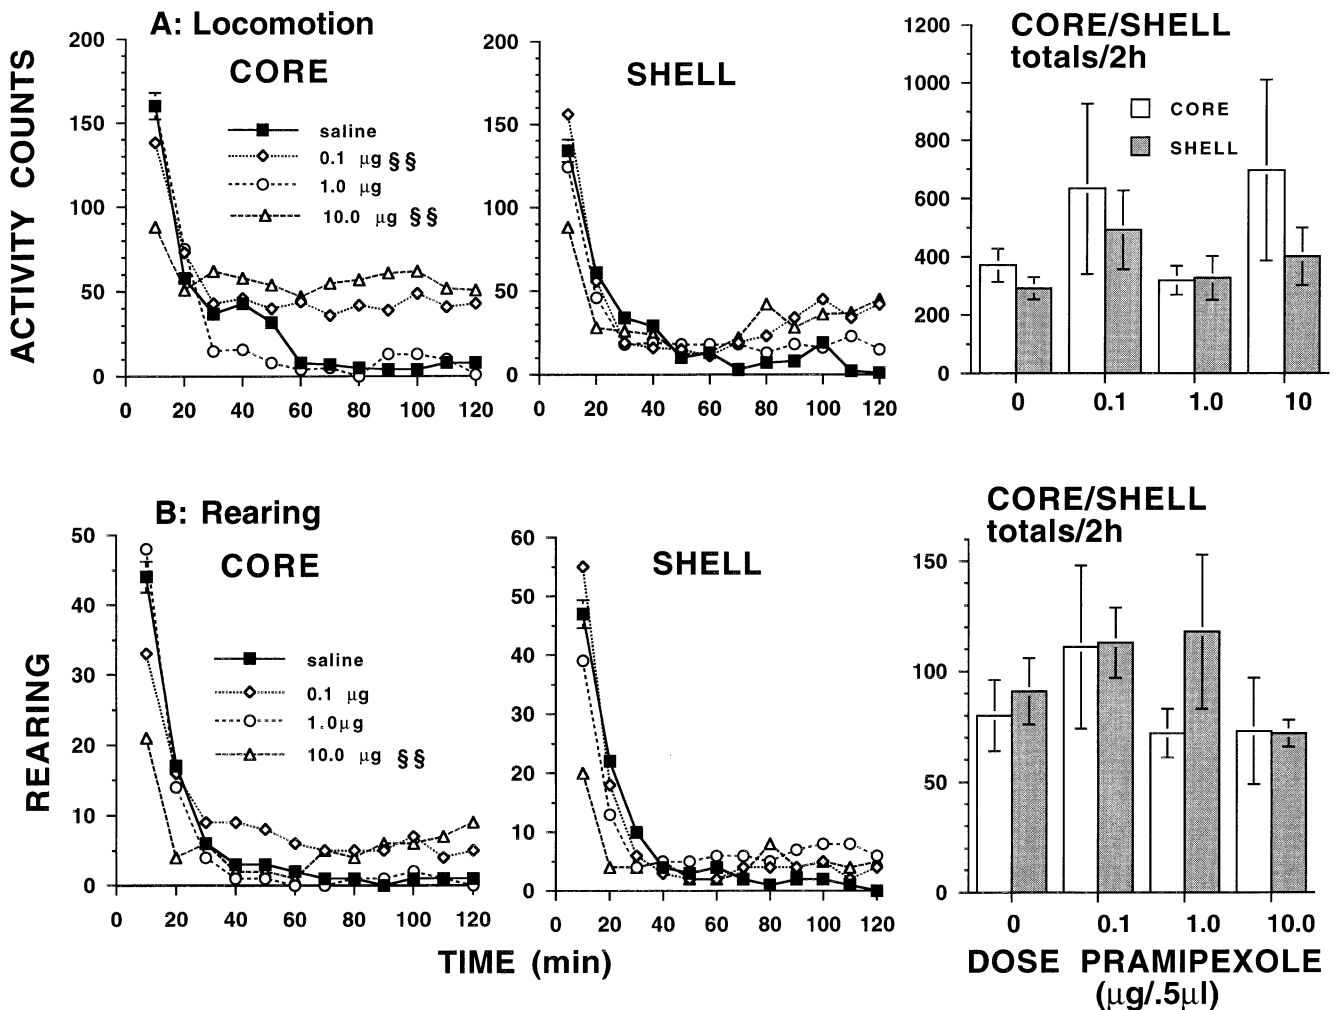 A: Locomotion
CORE
ACTIVITY COUNTS
200
150
100
50
0
0 20 40 60 80 100 120
saline
0.1 µg §§
1.0 µg
10.0 µg §§
SHELL
200
150
100
50
0
0 20 40 60 80 100 120
CORE/SHELL
totals/2h
1200
1000
800
600
400
200
0
CORE
SHELL
0 0.1 1.0 10
B: Rearing
CORE
REARING
50
40
30
20
10
0
0 20 40 60 80 100 120
saline
0.1 µg
1.0µg
10.0 µg §§
SHELL
60
50
40
30
20
10
0
0 20 40 60 80 100 120
TIME (min)
CORE/SHELL
totals/2h
150
100
50
0
0 0.1 1.0 10.0
DOSE PRAMIPEXOLE
(µg/.5µl)